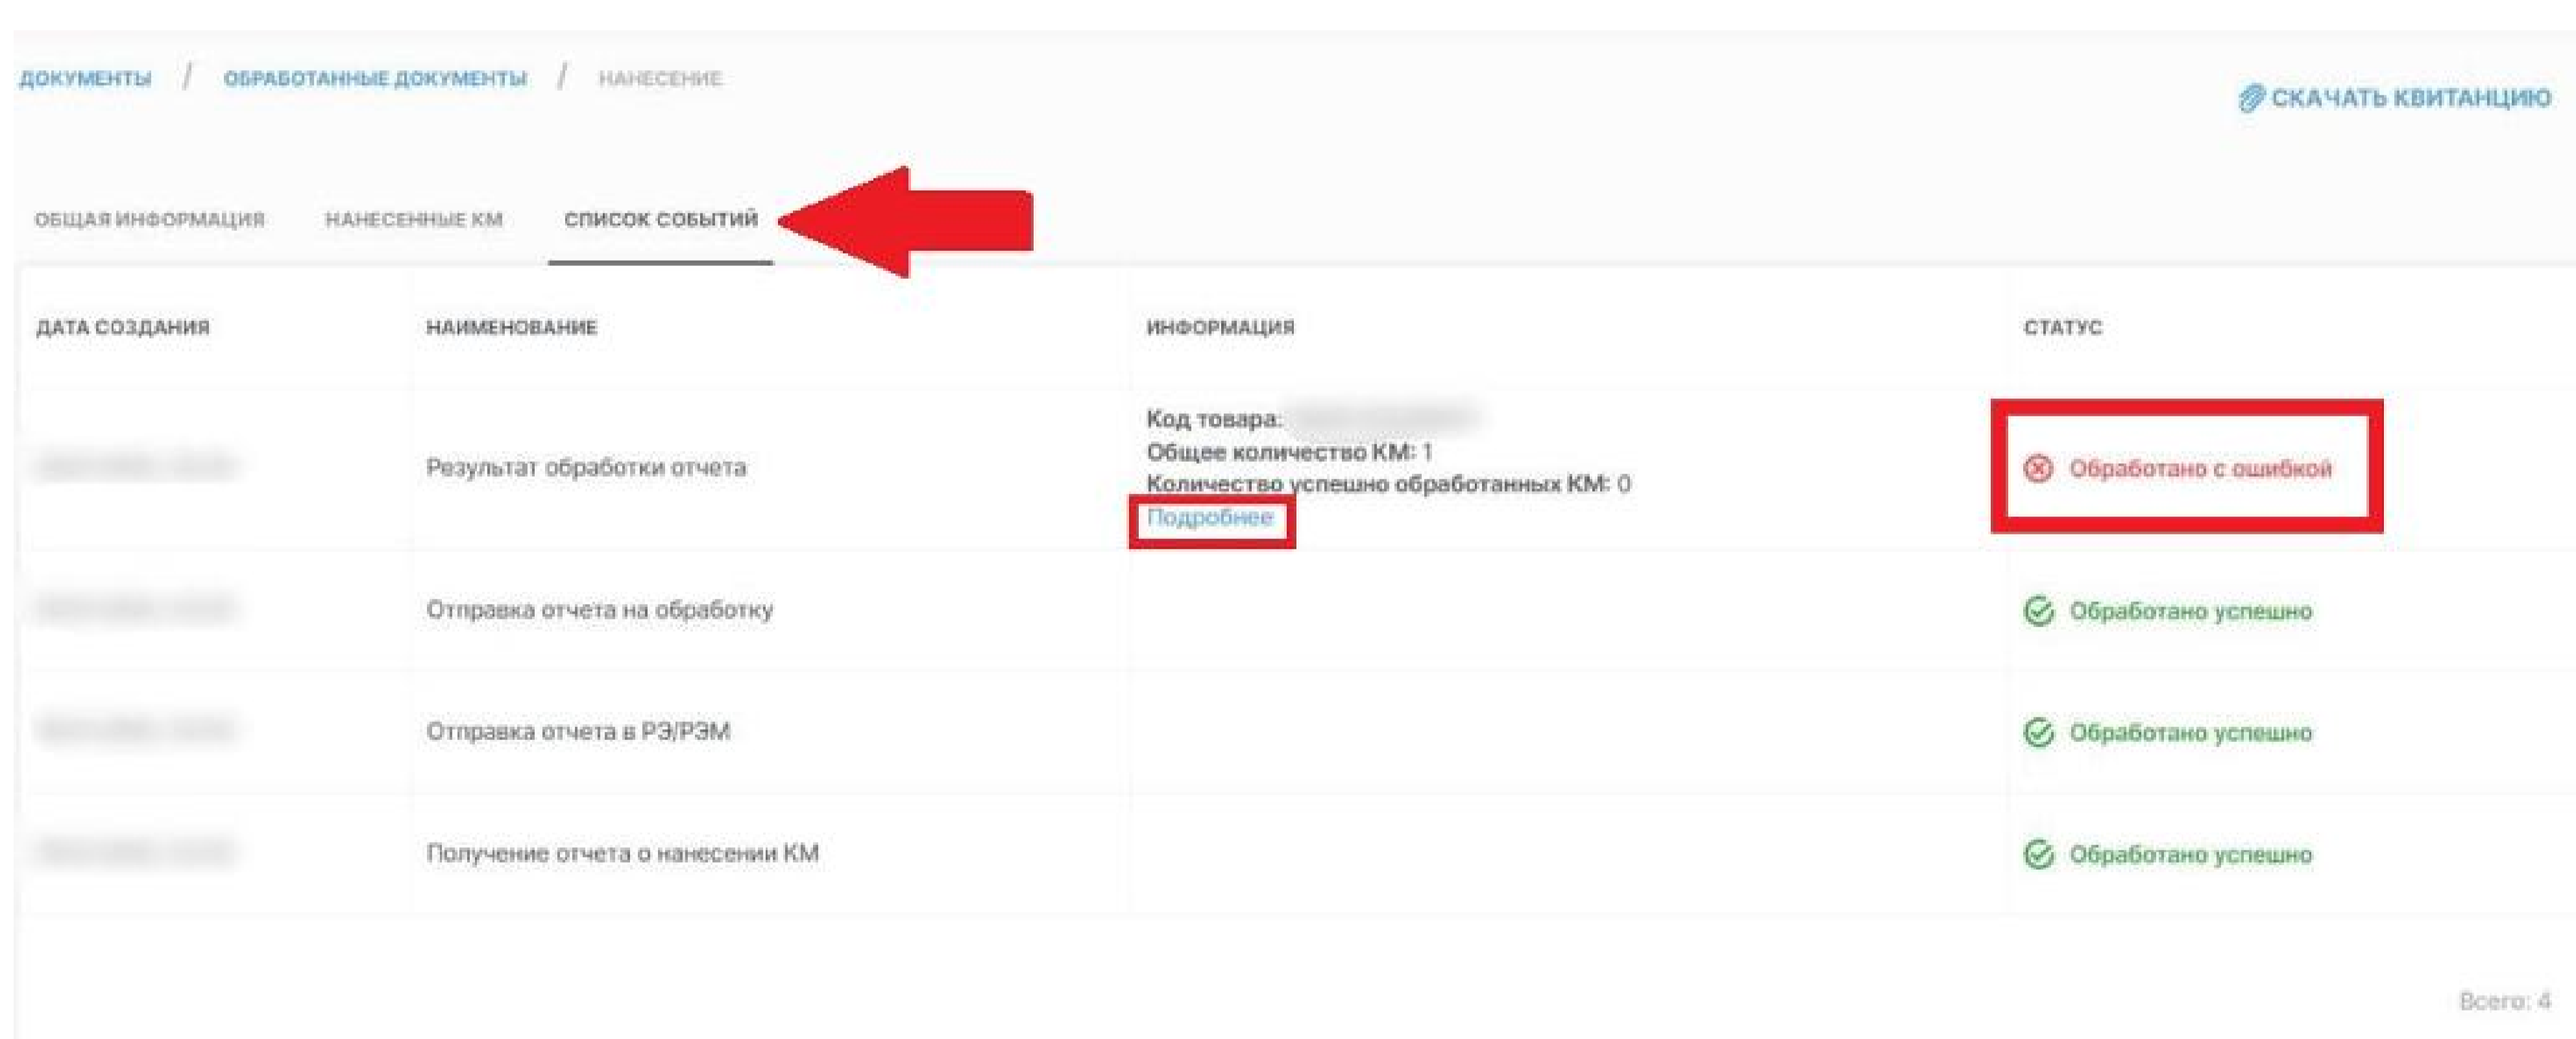 ДОКУМЕНТЫ / ОБРАБОТАННЫЕ ДОКУМЕНТЫ / НАНЕСЕНИЕ
СКАЧАТЬ КВИТАНЦИЮ
ОБЩАЯ ИНФОРМАЦИЯ НАНЕСЕННЫЕ КМ СПИСОК СОБЫТИЙ
ДАТА СОЗДАНИЯ НАИМЕНОВАНИЕ ИНФОРМАЦИЯ СТАТУС
Результат обработки отчета
Код товара:
Общее количество КМ: 1
Количество успешно обработанных КМ: 0
Подробнее
Обработано с ошибкой
Отправка отчета на обработку Обработано успешно
Отправка отчета в РЭ/РЭМ Обработано успешно
Получение отчета о нанесении КМ Обработано успешно
Всего: 4